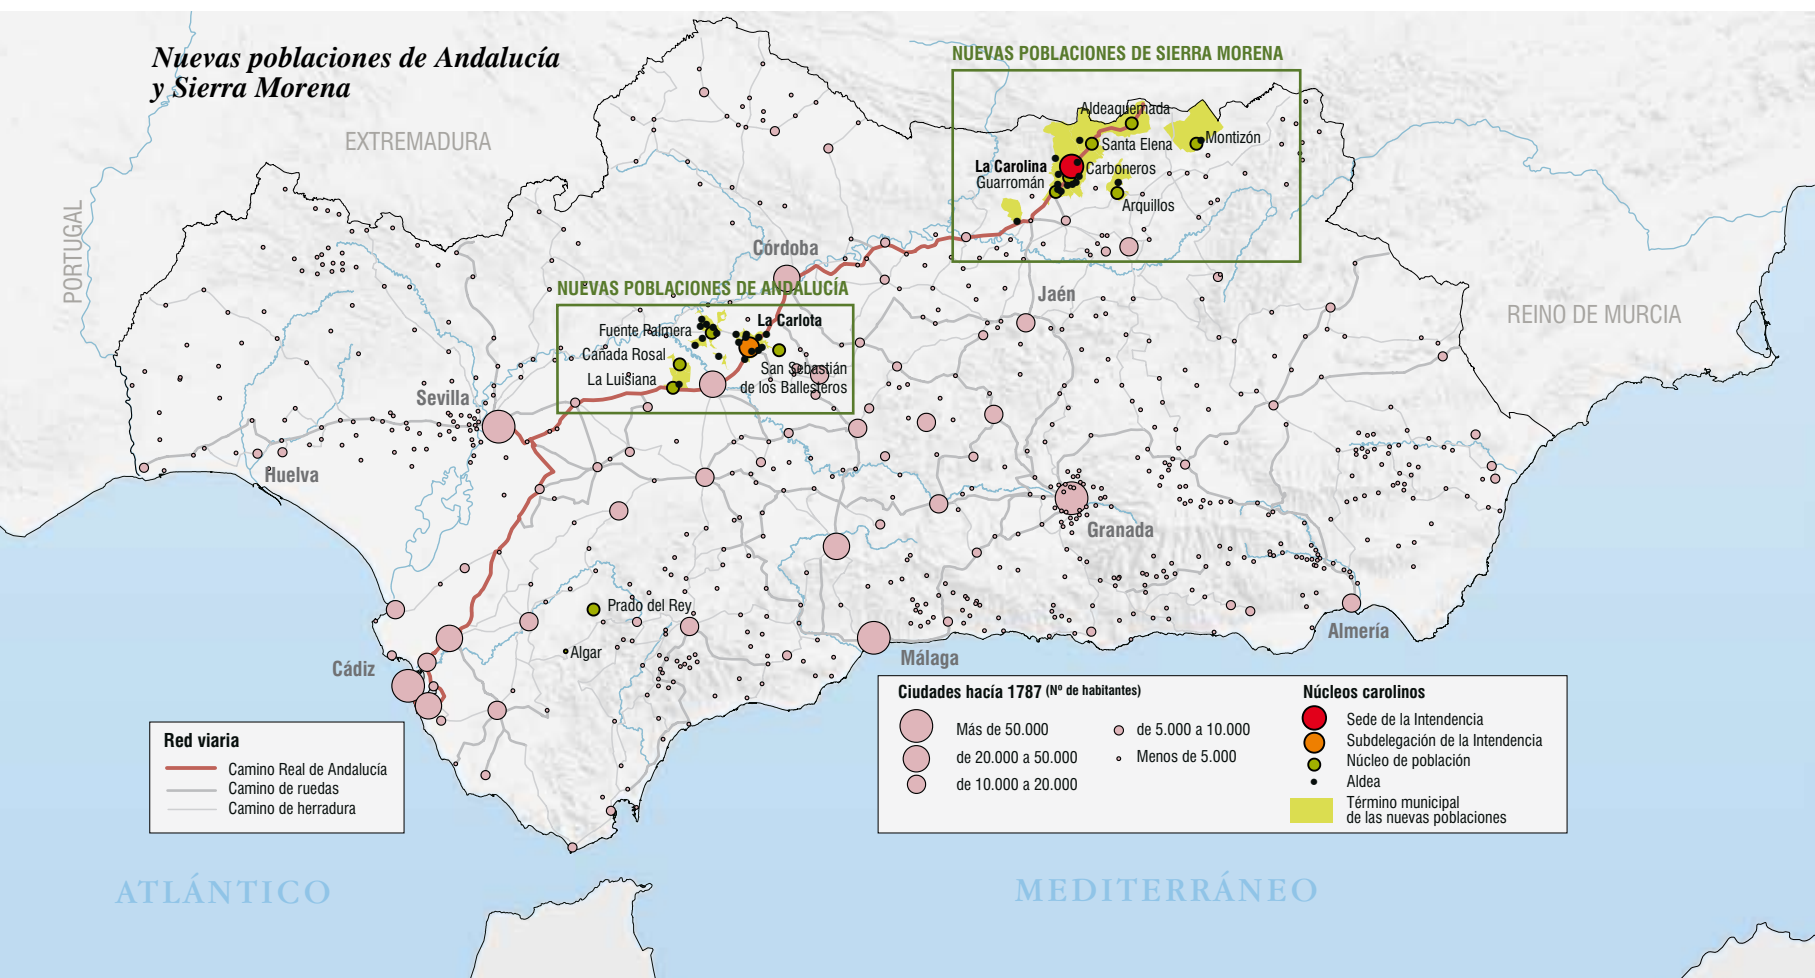 Nuevas poblaciones de Andalucía
y Sierra Morena
NUEVAS POBLACIONES DE SIERRA MORENA
EXTREMADURA
PORTUGAL
Aldeaquemada
Santa Elena
Montizón
La Carolina
Carboneros
Guarromán
Arquillos
Córdoba
NUEVAS POBLACIONES DE ANDALUCÍA
Jaén
REINO DE MURCIA
Fuente Palmera
La Carlota
Cañada Rosal
La Luisiana
San Sebastián
de los Ballesteros
Sevilla
Huelva
Granada
Prado del Rey
Algar
Almería
Málaga
Cádiz
Red viaria
Camino Real de Andalucía
Camino de ruedas
Camino de herradura
Ciudades hacía 1787 (Nº de habitantes)
Más de 50.000
de 20.000 a 50.000
de 10.000 a 20.000
de 5.000 a 10.000
Menos de 5.000
Núcleos carolinos
Sede de la Intendencia
Subdelegación de la Intendencia
Núcleo de población
Aldea
Término municipal
de las nuevas poblaciones
ATLÁNTICO
MEDITERRÁNEO